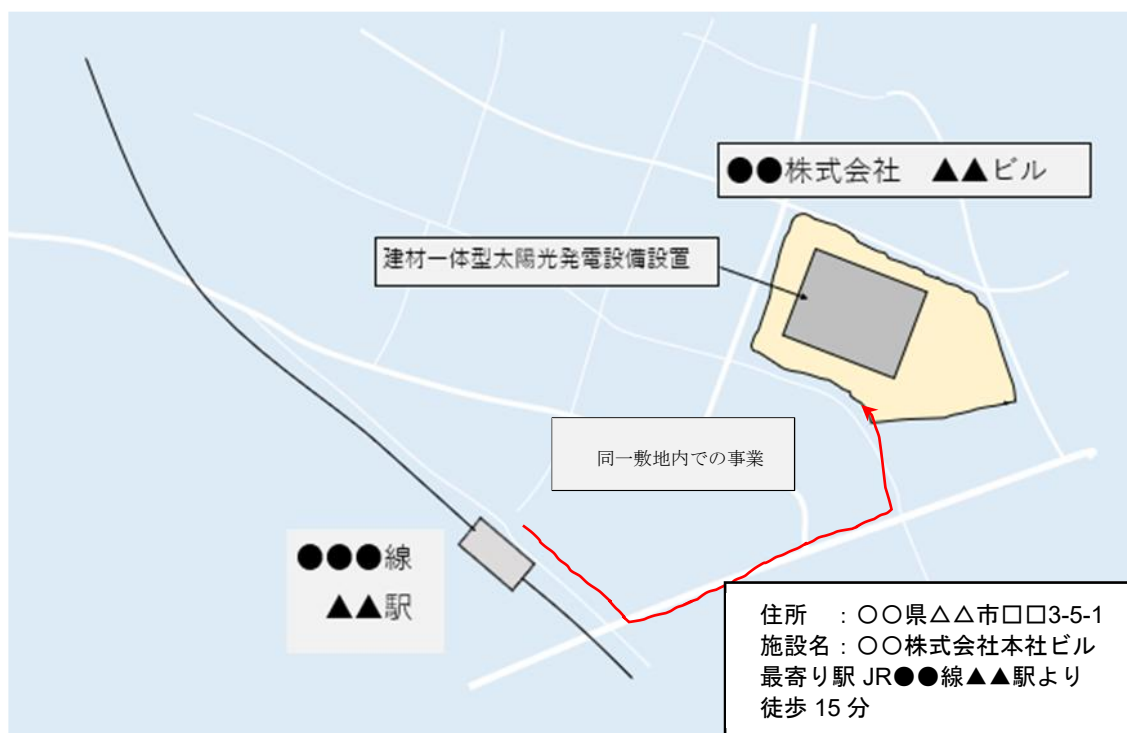 ●●株式会社　▲▲ビル
建材一体型太陽光発電設備設置
同一敷地内での事業
●●●線
▲▲駅
住所　：〇〇県△△市□□3-5-1
施設名：〇〇株式会社本社ビル
最寄り駅 JR●●線▲▲駅より
徒歩 15 分